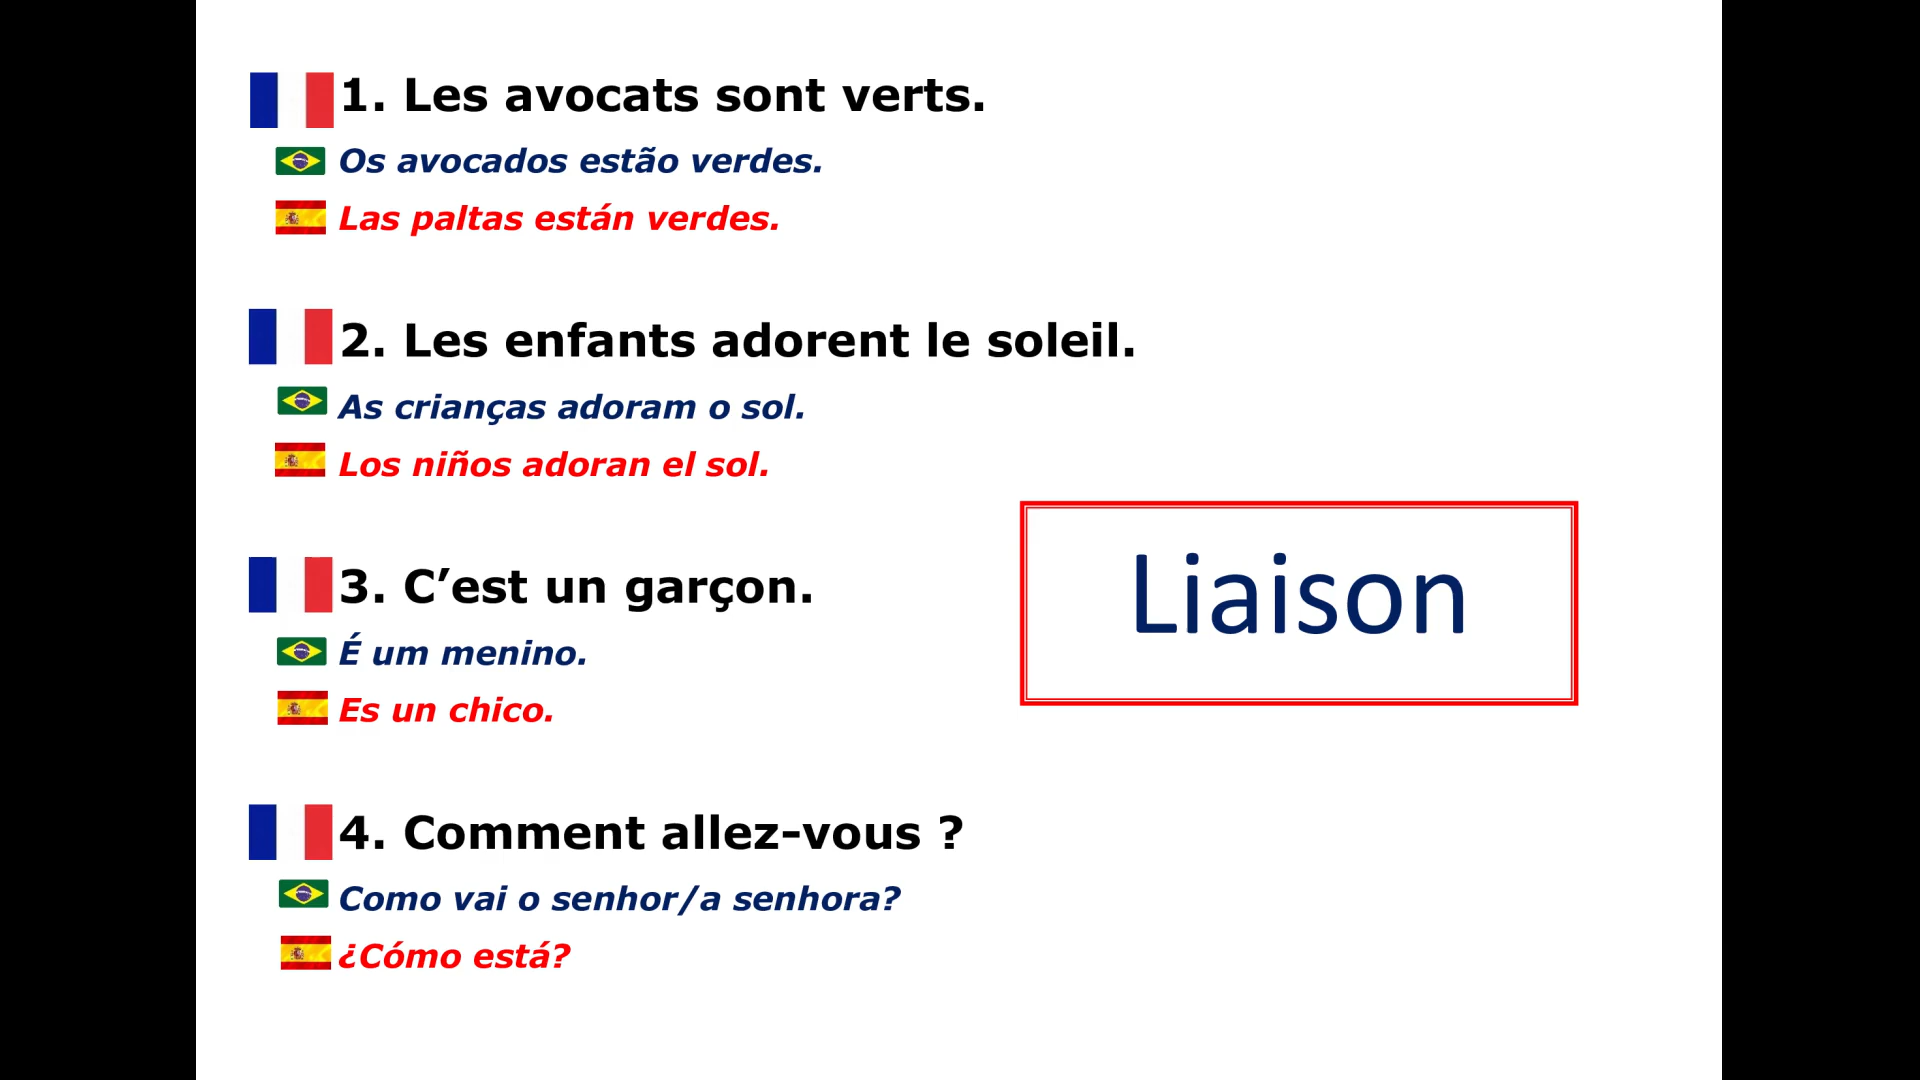 1. Les avocats sont verts.
Os avocados estão verdes.
Las paltas están verdes.
2. Les enfants adorent le soleil.
As crianças adoram o sol.
Los niños adoran el sol.
3. C’est un garçon.
É um menino.
Es un chico.
Liaison
4. Comment allez-vous ?
Como vai o senhor/a senhora?
¿Cómo está?